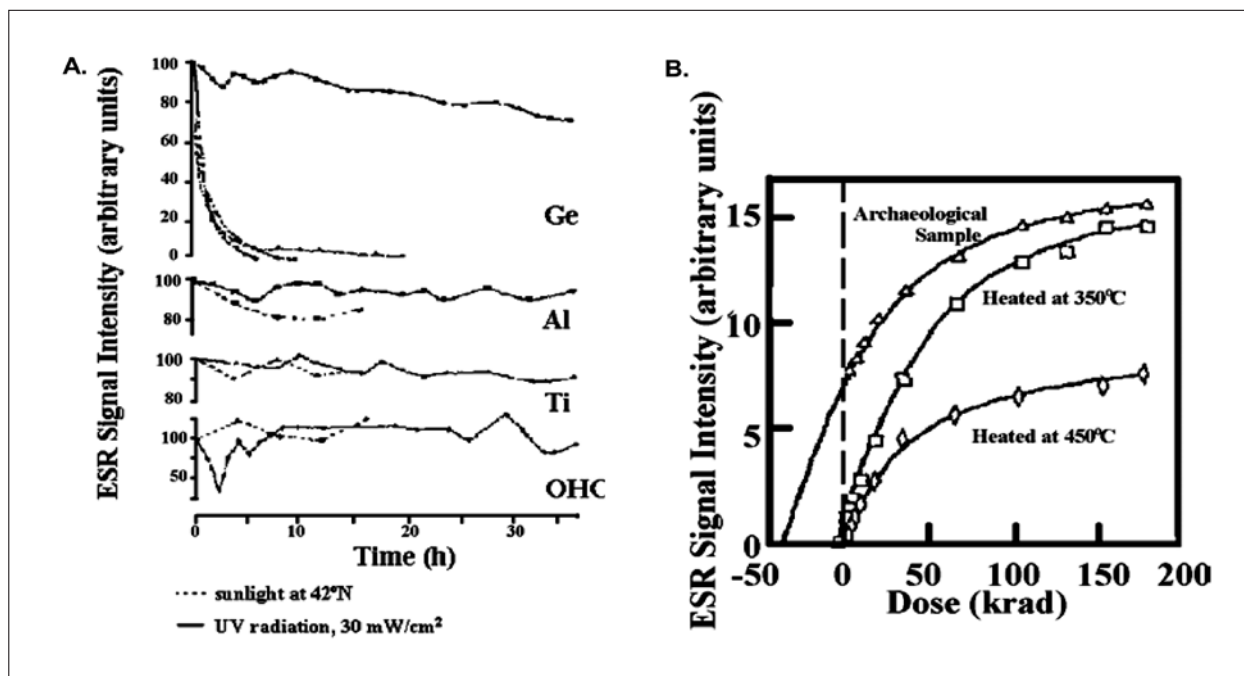 A.
ESR Signal Intensity (arbitrary units)
100
80
60
40
20
0
Ge
100
80
Al
100
80
Ti
100
50
OHC
0
10
20
30
Time (h)
sunlight at 42°N
UV radiation, 30 mW/cm²
B.
ESR Signal Intensity (arbitrary units)
15
10
5
0
Archaeological
Sample
Heated at 350°C
Heated at 450°C
-50
0
50
100
150
200
Dose (krad)